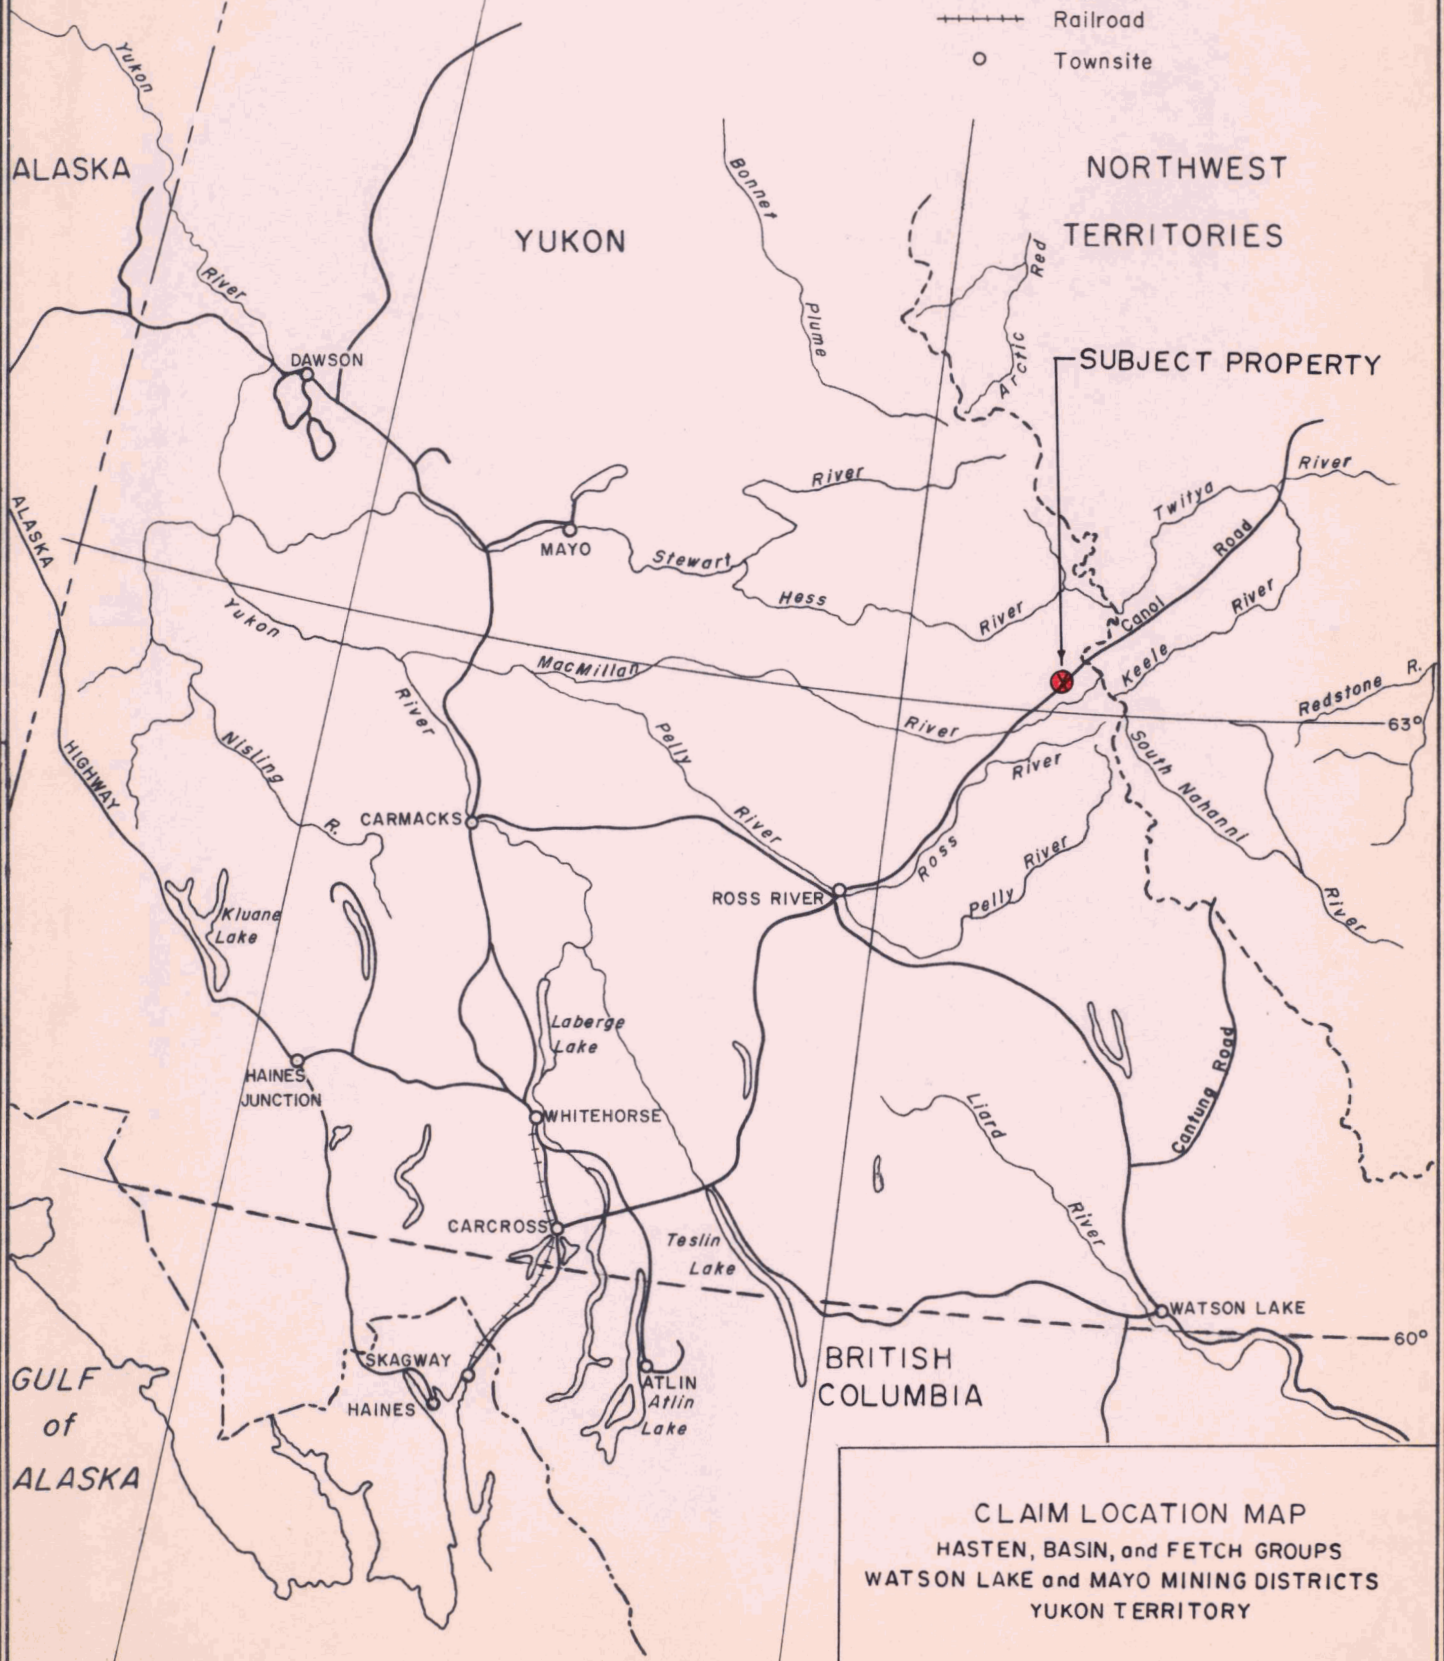 Railroad
Townsite
Yukon
ALASKA
NORTHWEST
TERRITORIES
YUKON
Bonnet
Plume
River
Red
Arctic
SUBJECT PROPERTY
DAWSON
River
Twitya
River
ALASKA
MAYO
Stewart
Road
Hess
River
Canol
River
Yukon
MacMillan
Keele
Redstone R.
River
River
63°
Pelly
South
Nahanni
Nisling
R.
River
HIGHWAY
CARMACKS
River
Ross
River
Pelly
ROSS RIVER
River
Kluane
Lake
Laberge
Lake
HAINES
JUNCTION
Cantung Road
Liard
WHITEHORSE
River
CARCROSS
Teslin
Lake
WATSON LAKE
60°
BRITISH
COLUMBIA
SKAGWAY
GULF
of
ALASKA
HAINES
ATLIN
Atlin
Lake
CLAIM LOCATION MAP
HASTEN, BASIN, and FETCH GROUPS
WATSON LAKE and MAYO MINING DISTRICTS
YUKON TERRITORY